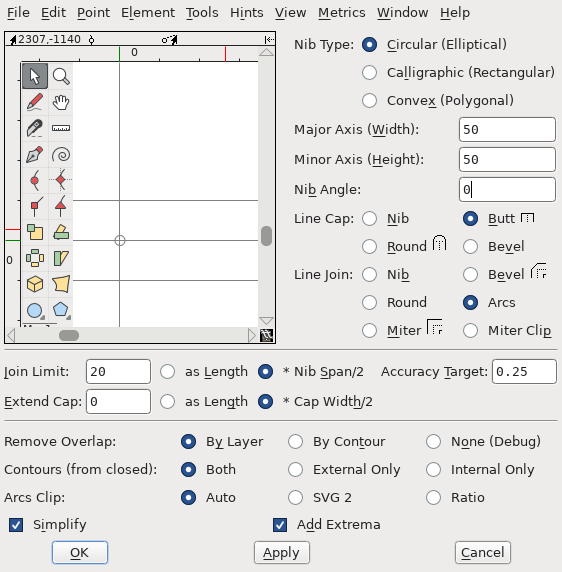 File Edit Point Element Tools Hints View Metrics Window Help
2307,-1140
0
0
Nib Type: Circular (Elliptical)
Calligraphic (Rectangular)
Convex (Polygonal)
Major Axis (Width): 50
Minor Axis (Height): 50
Nib Angle: 0
Line Cap: Nib Butt
Round Bevel
Line Join: Nib Bevel
Round Arcs
Miter Miter Clip
Join Limit: 20 as Length * Nib Span/2 Accuracy Target: 0.25
Extend Cap: 0 as Length * Cap Width/2
Remove Overlap: By Layer By Contour None (Debug)
Contours (from closed): Both External Only Internal Only
Arcs Clip: Auto SVG 2 Ratio
Simplify Add Extrema
OK Apply Cancel